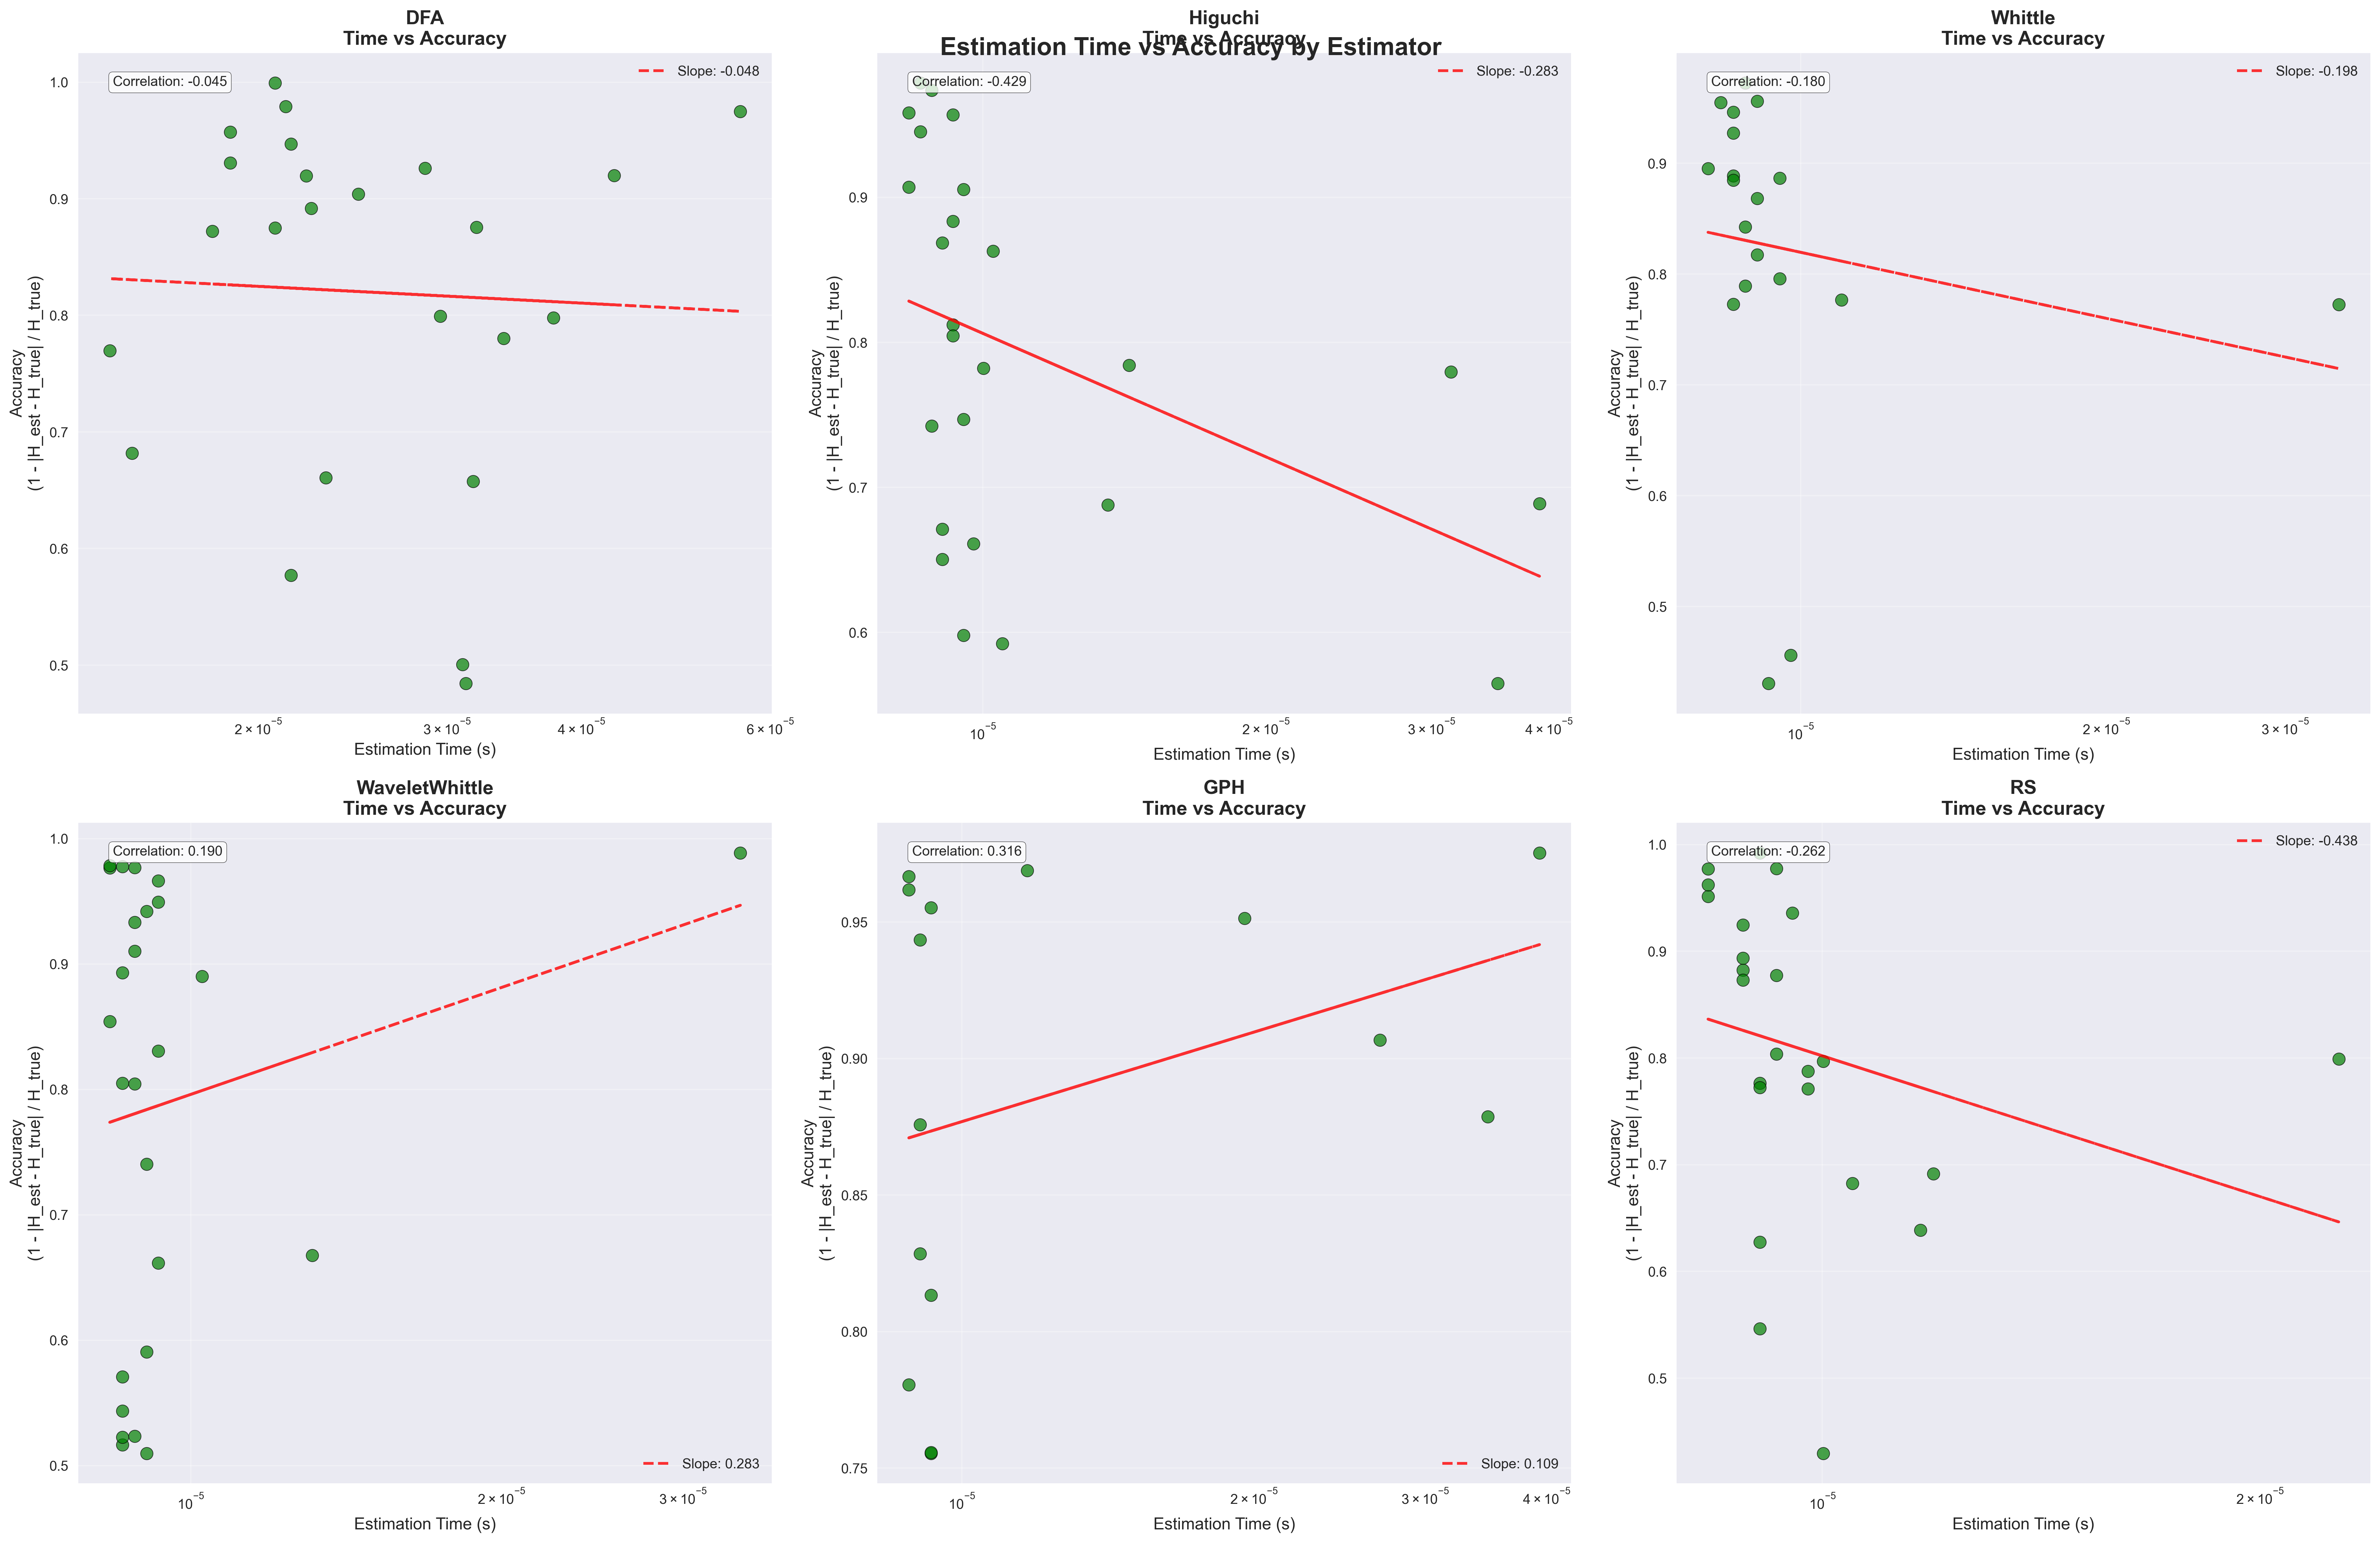 Estimation Time vs Accuracy by Estimator
DFA
Time vs Accuracy
Correlation: -0.045
Slope: -0.048
1.0
0.9
0.8
0.7
0.6
0.5
Accuracy
(1 - |H_est - H_true| / H_true)
2 × 10⁻⁵
3 × 10⁻⁵
4 × 10⁻⁵
6 × 10⁻⁵
Estimation Time (s)
Higuchi
Time vs Accuracy
Correlation: -0.429
Slope: -0.283
0.9
0.8
0.7
0.6
Accuracy
(1 - |H_est - H_true| / H_true)
10⁻⁵
2 × 10⁻⁵
3 × 10⁻⁵
4 × 10⁻⁵
Estimation Time (s)
Whittle
Time vs Accuracy
Correlation: -0.180
Slope: -0.198
0.9
0.8
0.7
0.6
0.5
Accuracy
(1 - |H_est - H_true| / H_true)
10⁻⁵
2 × 10⁻⁵
3 × 10⁻⁵
Estimation Time (s)
WaveletWhittle
Time vs Accuracy
Correlation: 0.190
1.0
0.9
0.8
0.7
0.6
0.5
Accuracy
(1 - |H_est - H_true| / H_true)
Slope: 0.283
10⁻⁵
2 × 10⁻⁵
3 × 10⁻⁵
Estimation Time (s)
GPH
Time vs Accuracy
Correlation: 0.316
0.95
0.90
0.85
0.80
0.75
Accuracy
(1 - |H_est - H_true| / H_true)
Slope: 0.109
10⁻⁵
2 × 10⁻⁵
3 × 10⁻⁵
4 × 10⁻⁵
Estimation Time (s)
RS
Time vs Accuracy
Correlation: -0.262
Slope: -0.438
1.0
0.9
0.8
0.7
0.6
0.5
Accuracy
(1 - |H_est - H_true| / H_true)
10⁻⁵
2 × 10⁻⁵
Estimation Time (s)